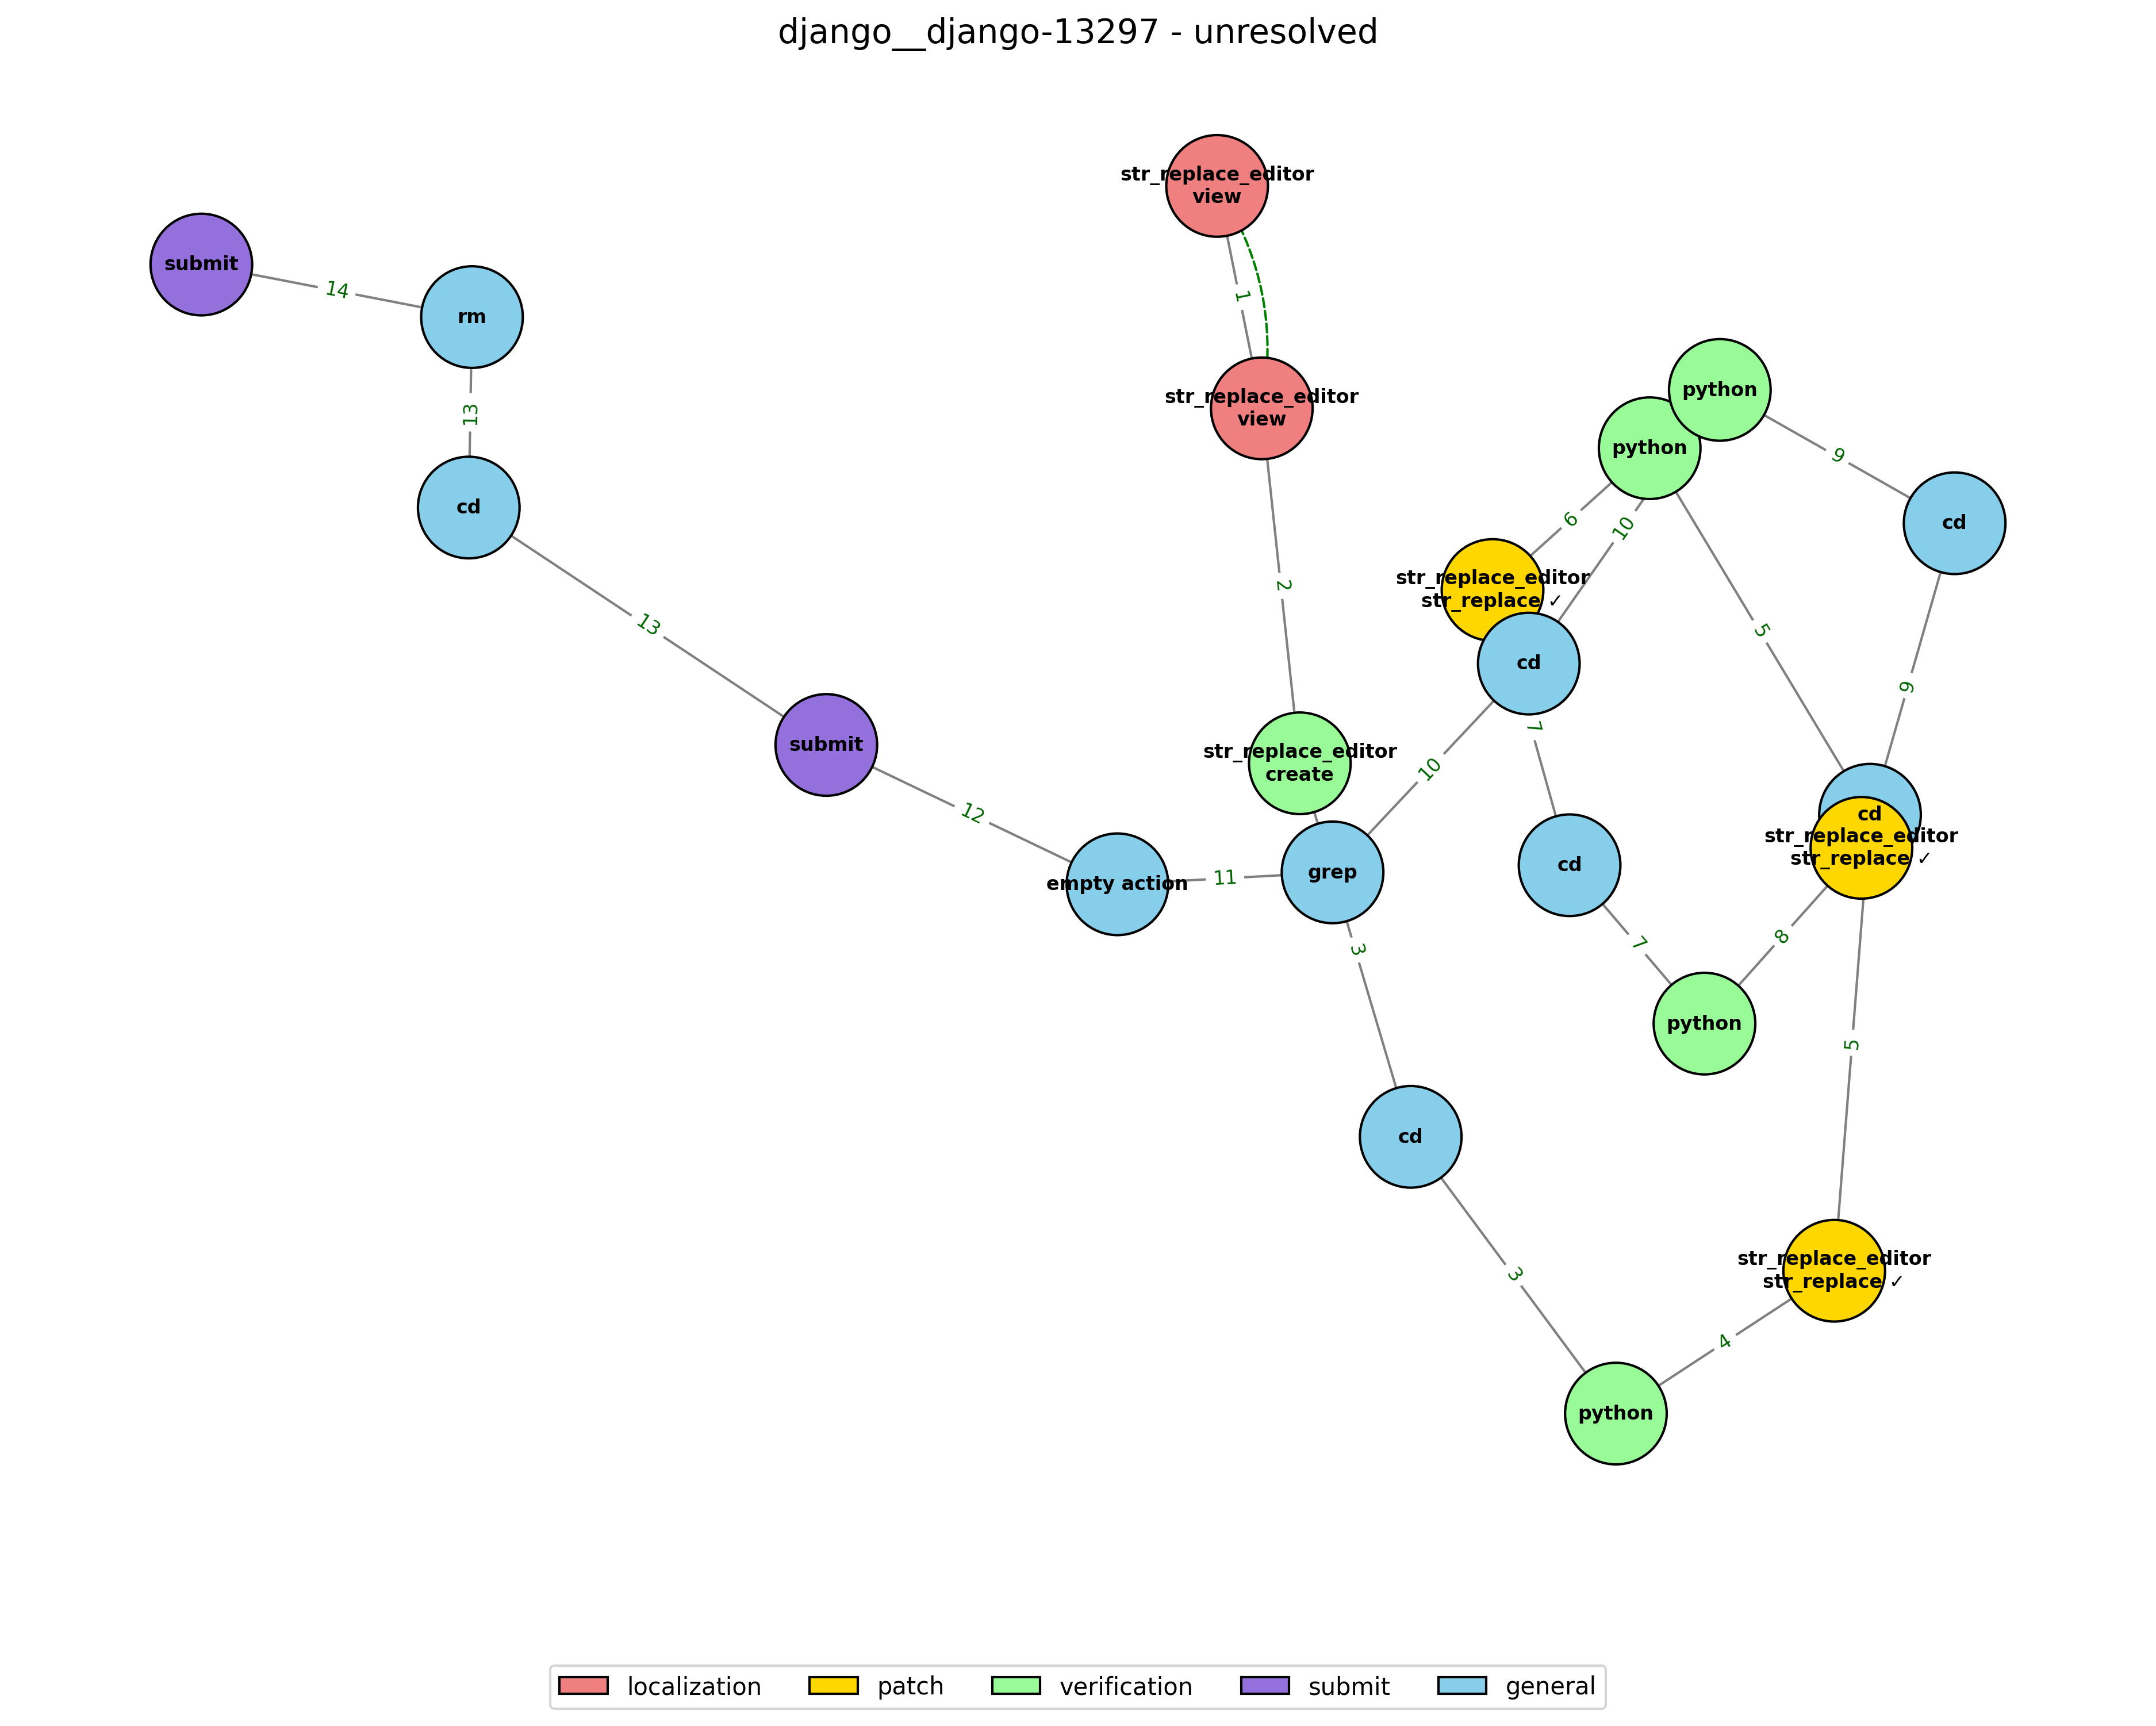 django__django-13297 - unresolved
str_replace_editor
view
1
submit
14
rm
13
cd
13
str_replace_editor
view
2
python
python
9
cd
6
10
5
9
str_replace_editor
str_replace ✓
cd
7
10
submit
12
str_replace_editor
create
empty action
11
grep
3
cd
7
cd
str_replace_editor
str_replace ✓
8
python
5
cd
3
str_replace_editor
str_replace ✓
4
python
localization
patch
verification
submit
general